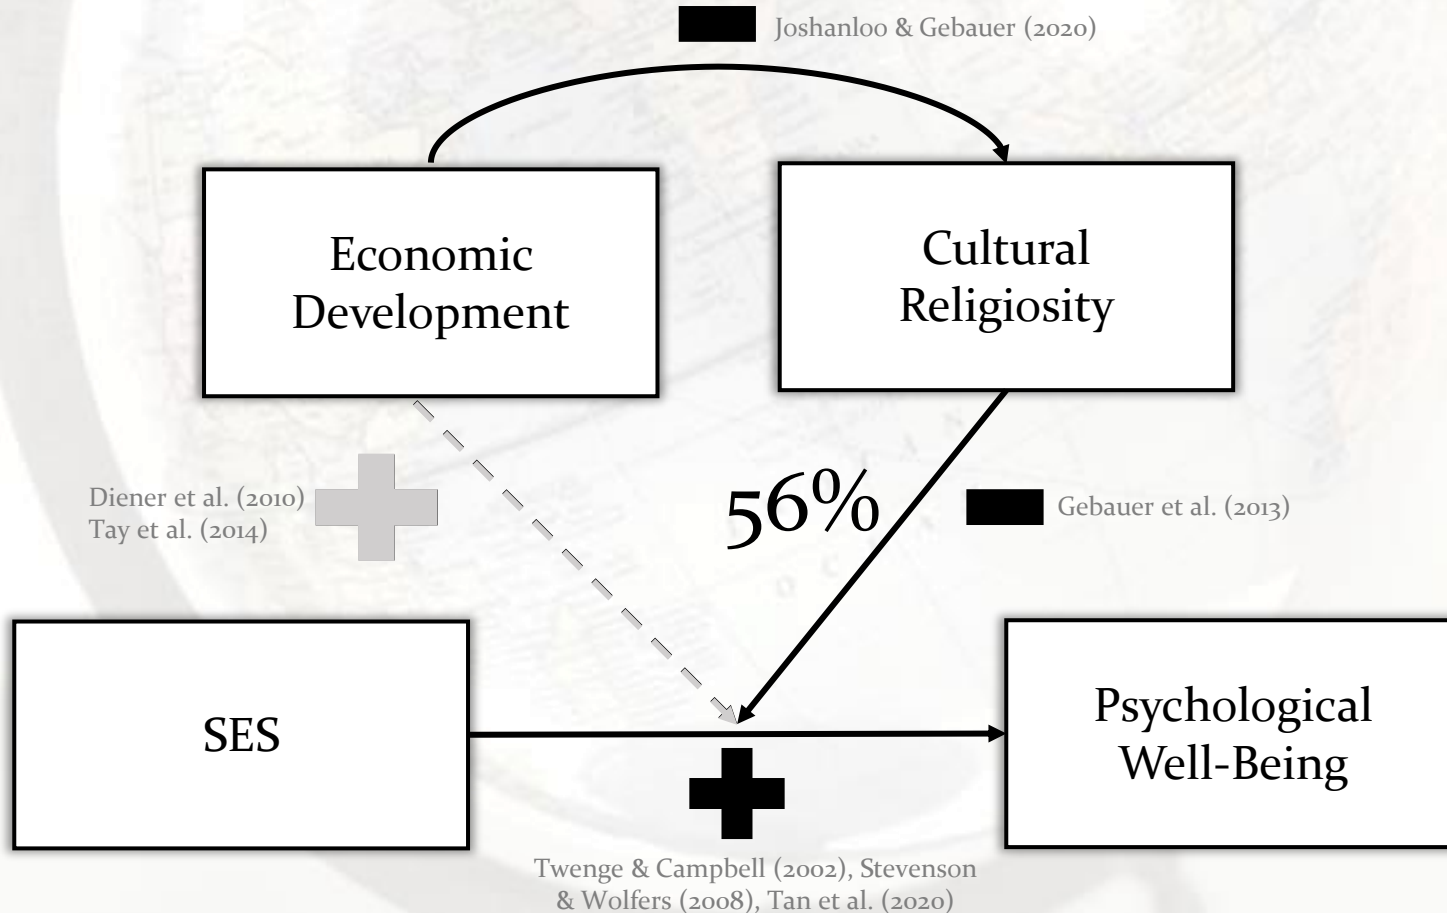 Joshanloo & Gebauer (2020)
Economic
Development
Cultural
Religiosity
Diener et al. (2010)
Tay et al. (2014)
56%
Gebauer et al. (2013)
SES
Psychological
Well-Being
Twenge & Campbell (2002), Stevenson
& Wolfers (2008), Tan et al. (2020)